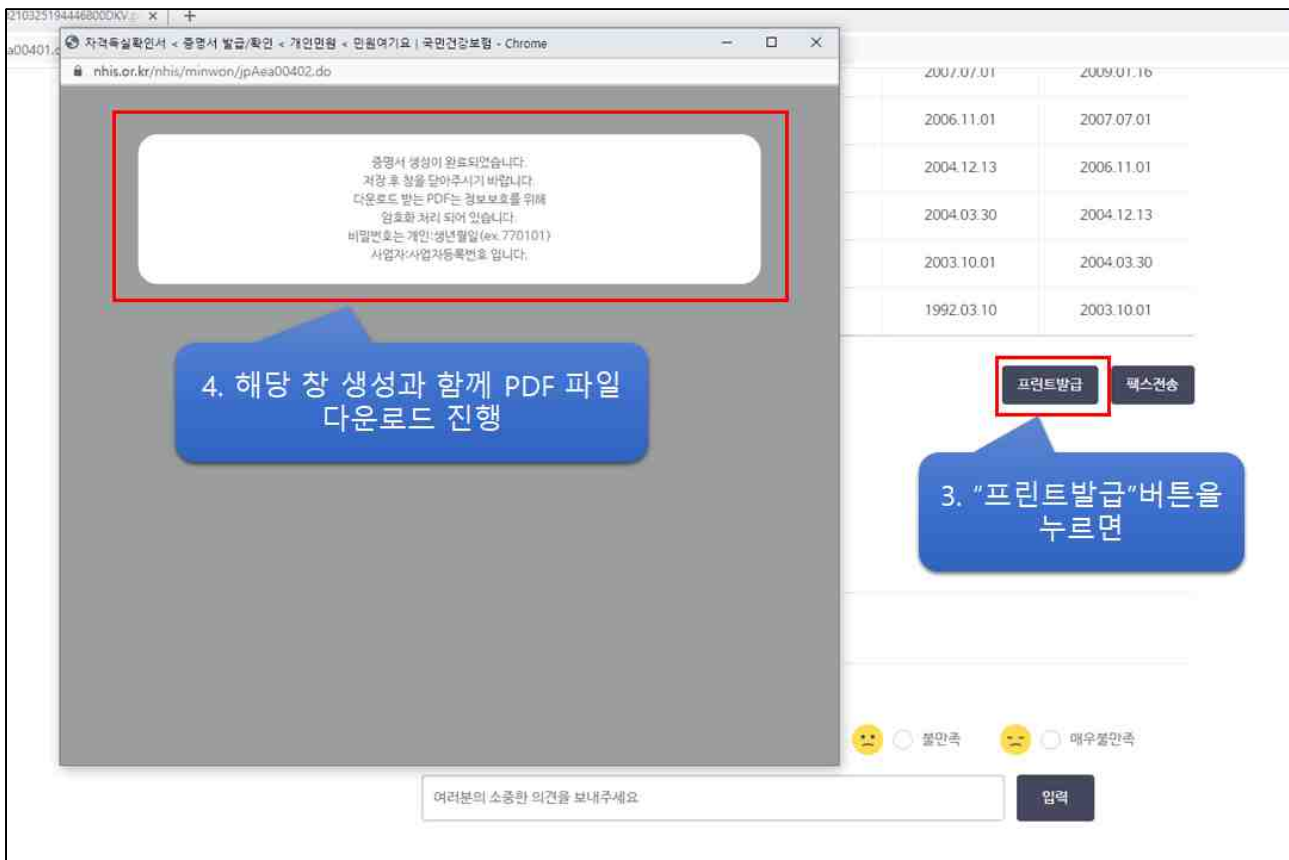 210325194446800DKV.p × | +
a00401.d
자격득실확인서 < 증명서 발급/확인 < 개인민원 < 민원여기요 | 국민건강보험 - Chrome
nhis.or.kr/nhis/minwon/jpAea00402.do
증명서 생성이 완료되었습니다.
저장 후 창을 닫아주시기 바랍니다.
다운로드 받는 PDF는 정보보호를 위해
암호화 처리 되어 있습니다.
비밀번호는 개인:생년월일(ex.770101)
사업자:사업자등록번호 입니다.
4. 해당 창 생성과 함께 PDF 파일
다운로드 진행
2007.07.01 2009.01.16
2006.11.01 2007.07.01
2004.12.13 2006.11.01
2004.03.30 2004.12.13
2003.10.01 2004.03.30
1992.03.10 2003.10.01
프린트발급 팩스전송
3. “프린트발급”버튼을
누르면
불만족 매우불만족
여러분의 소중한 의견을 보내주세요 입력